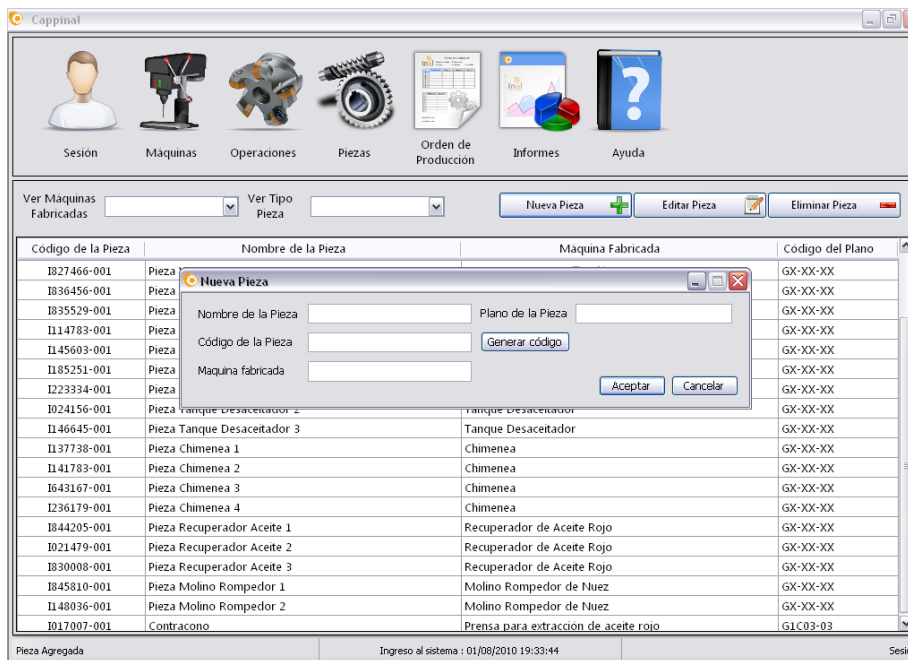 Cappinal
Sesión
Máquinas
Operaciones
Piezas
Orden de
Producción
Informes
Ayuda
Ver Máquinas
Fabricadas
Ver Tipo
Pieza
Nueva Pieza
Editar Pieza
Eliminar Pieza
Código de la Pieza Nombre de la Pieza Máquina Fabricada Código del Plano
I827466-001 Pieza GX-XX-XX
I836456-001 Pieza GX-XX-XX
I835529-001 Pieza GX-XX-XX
I114783-001 Pieza GX-XX-XX
I145603-001 Pieza GX-XX-XX
I185251-001 Pieza GX-XX-XX
I223334-001 Pieza GX-XX-XX
I024156-001 Pieza Tanque Desaceitador 2 Tanque Desaceitador GX-XX-XX
I146645-001 Pieza Tanque Desaceitador 3 Tanque Desaceitador GX-XX-XX
I137738-001 Pieza Chimenea 1 Chimenea GX-XX-XX
I141783-001 Pieza Chimenea 2 Chimenea GX-XX-XX
I643167-001 Pieza Chimenea 3 Chimenea GX-XX-XX
I236179-001 Pieza Chimenea 4 Chimenea GX-XX-XX
I844205-001 Pieza Recuperador Aceite 1 Recuperador de Aceite Rojo GX-XX-XX
I021479-001 Pieza Recuperador Aceite 2 Recuperador de Aceite Rojo GX-XX-XX
I830008-001 Pieza Recuperador Aceite 3 Recuperador de Aceite Rojo GX-XX-XX
I845810-001 Pieza Molino Rompedor 1 Molino Rompedor de Nuez GX-XX-XX
I148036-001 Pieza Molino Rompedor 2 Molino Rompedor de Nuez GX-XX-XX
I017007-001 Contracono Prensa para extracción de aceite rojo G1C03-03
Nueva Pieza
Nombre de la Pieza
Plano de la Pieza
Código de la Pieza
Generar código
Maquina fabricada
Aceptar
Cancelar
Pieza Agregada
Ingreso al sistema : 01/08/2010 19:33:44